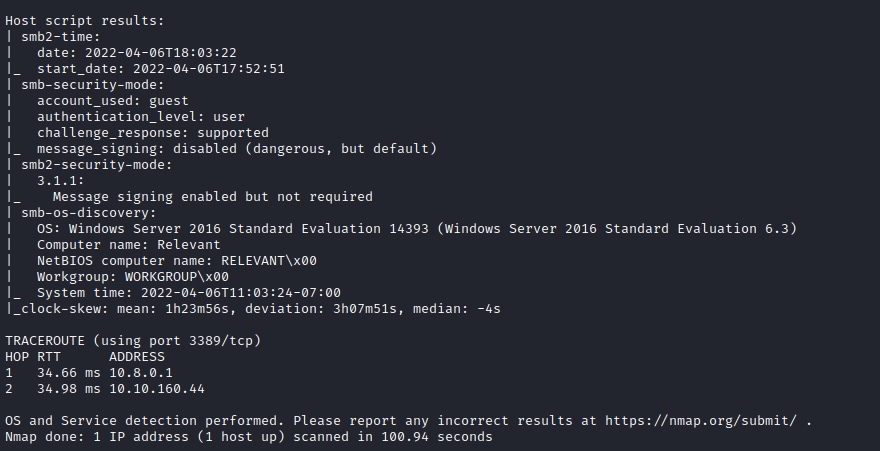 Host script results:
| smb2-time:
|   date: 2022-04-06T18:03:22
|_  start_date: 2022-04-06T17:52:51
| smb-security-mode:
|   account_used: guest
|   authentication_level: user
|   challenge_response: supported
|_  message_signing: disabled (dangerous, but default)
| smb2-security-mode:
|   3.1.1:
|_    Message signing enabled but not required
| smb-os-discovery:
|   OS: Windows Server 2016 Standard Evaluation 14393 (Windows Server 2016 Standard Evaluation 6.3)
|   Computer name: Relevant
|   NetBIOS computer name: RELEVANT\x00
|   Workgroup: WORKGROUP\x00
|_  System time: 2022-04-06T11:03:24-07:00
|_clock-skew: mean: 1h23m56s, deviation: 3h07m51s, median: -4s

TRACEROUTE (using port 3389/tcp)
HOP RTT      ADDRESS
1   34.66 ms 10.8.0.1
2   34.98 ms 10.10.160.44

OS and Service detection performed. Please report any incorrect results at https://nmap.org/submit/ .
Nmap done: 1 IP address (1 host up) scanned in 100.94 seconds